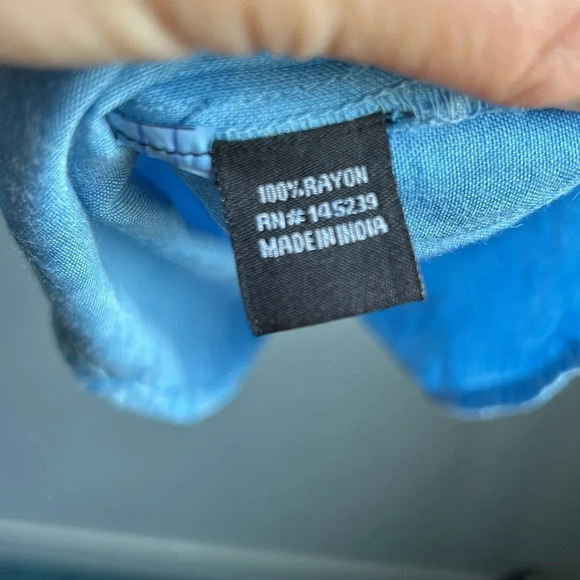 100% RAYON
RN# 145239
MADE IN INDIA